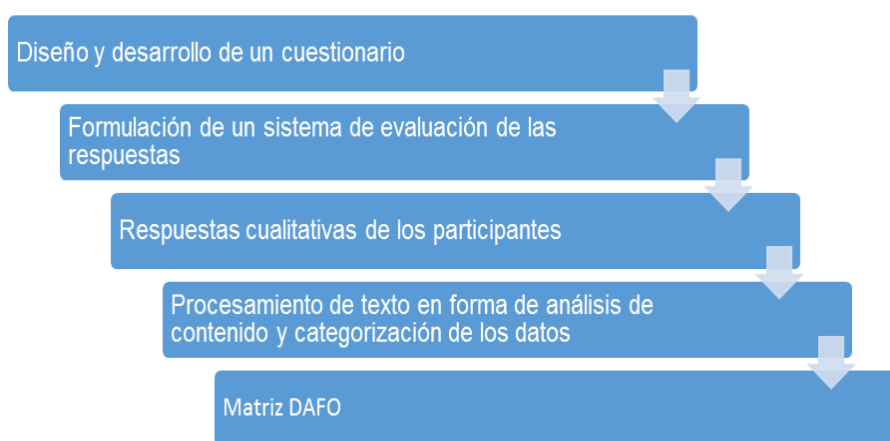 Diseño y desarrollo de un cuestionario
Formulación de un sistema de evaluación de las
respuestas
Respuestas cualitativas de los participantes
Procesamiento de texto en forma de análisis de
contenido y categorización de los datos
Matriz DAFO